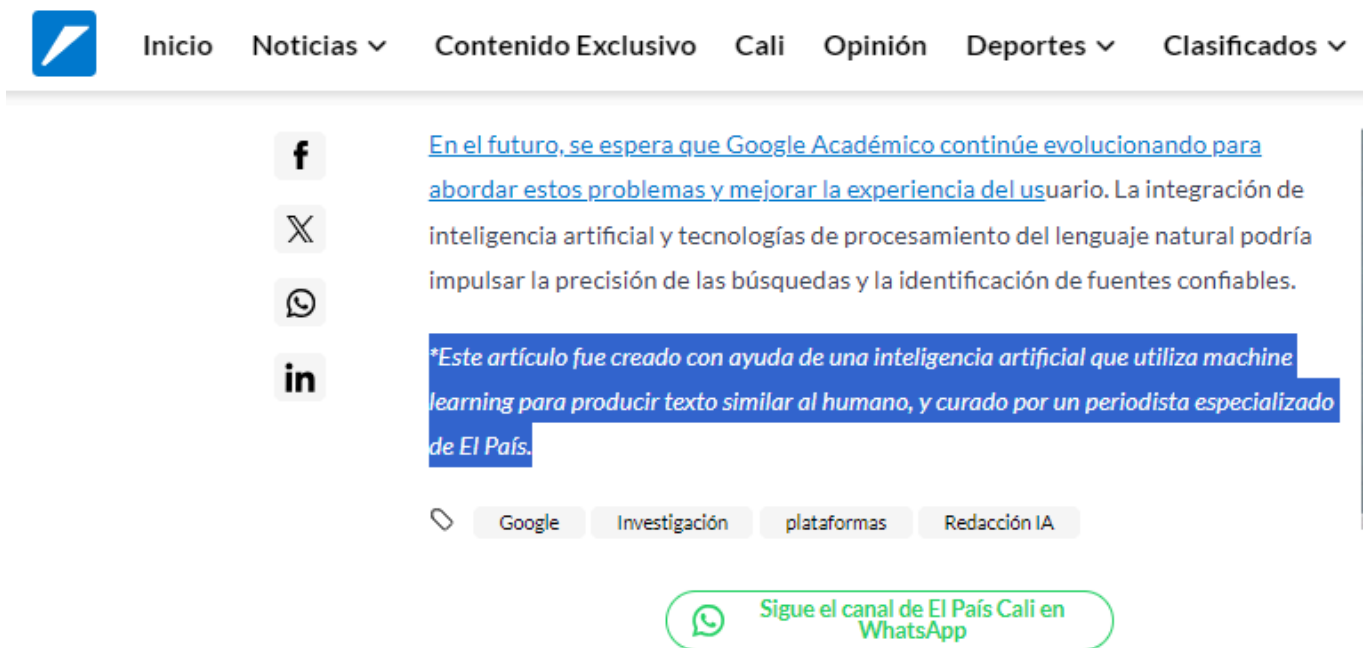 Inicio Noticias Contenido Exclusivo Cali Opinión Deportes Clasificados
En el futuro, se espera que Google Académico continúe evolucionando para
abordar estos problemas y mejorar la experiencia del usuario. La integración de
inteligencia artificial y tecnologías de procesamiento del lenguaje natural podría
impulsar la precisión de las búsquedas y la identificación de fuentes confiables.
*Este artículo fue creado con ayuda de una inteligencia artificial que utiliza machine
learning para producir texto similar al humano, y curado por un periodista especializado
de El País.
Google Investigación plataformas Redacción IA
Sigue el canal de El País Cali en
WhatsApp